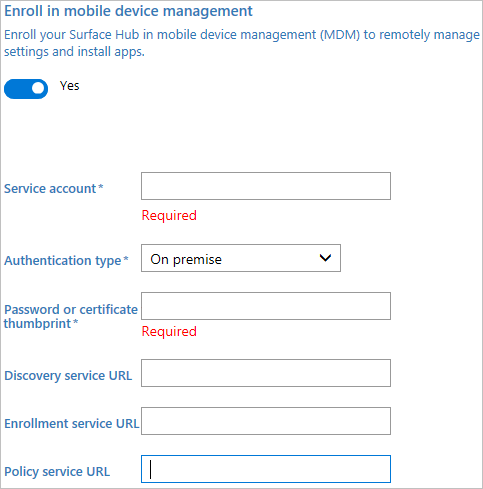 Enroll in mobile device management
Enroll your Surface Hub in mobile device management (MDM) to remotely manage
settings and install apps.
Yes
Service account*
Required
Authentication type*
On premise
Password or certificate
thumbprint*
Required
Discovery service URL
Enrollment service URL
Policy service URL